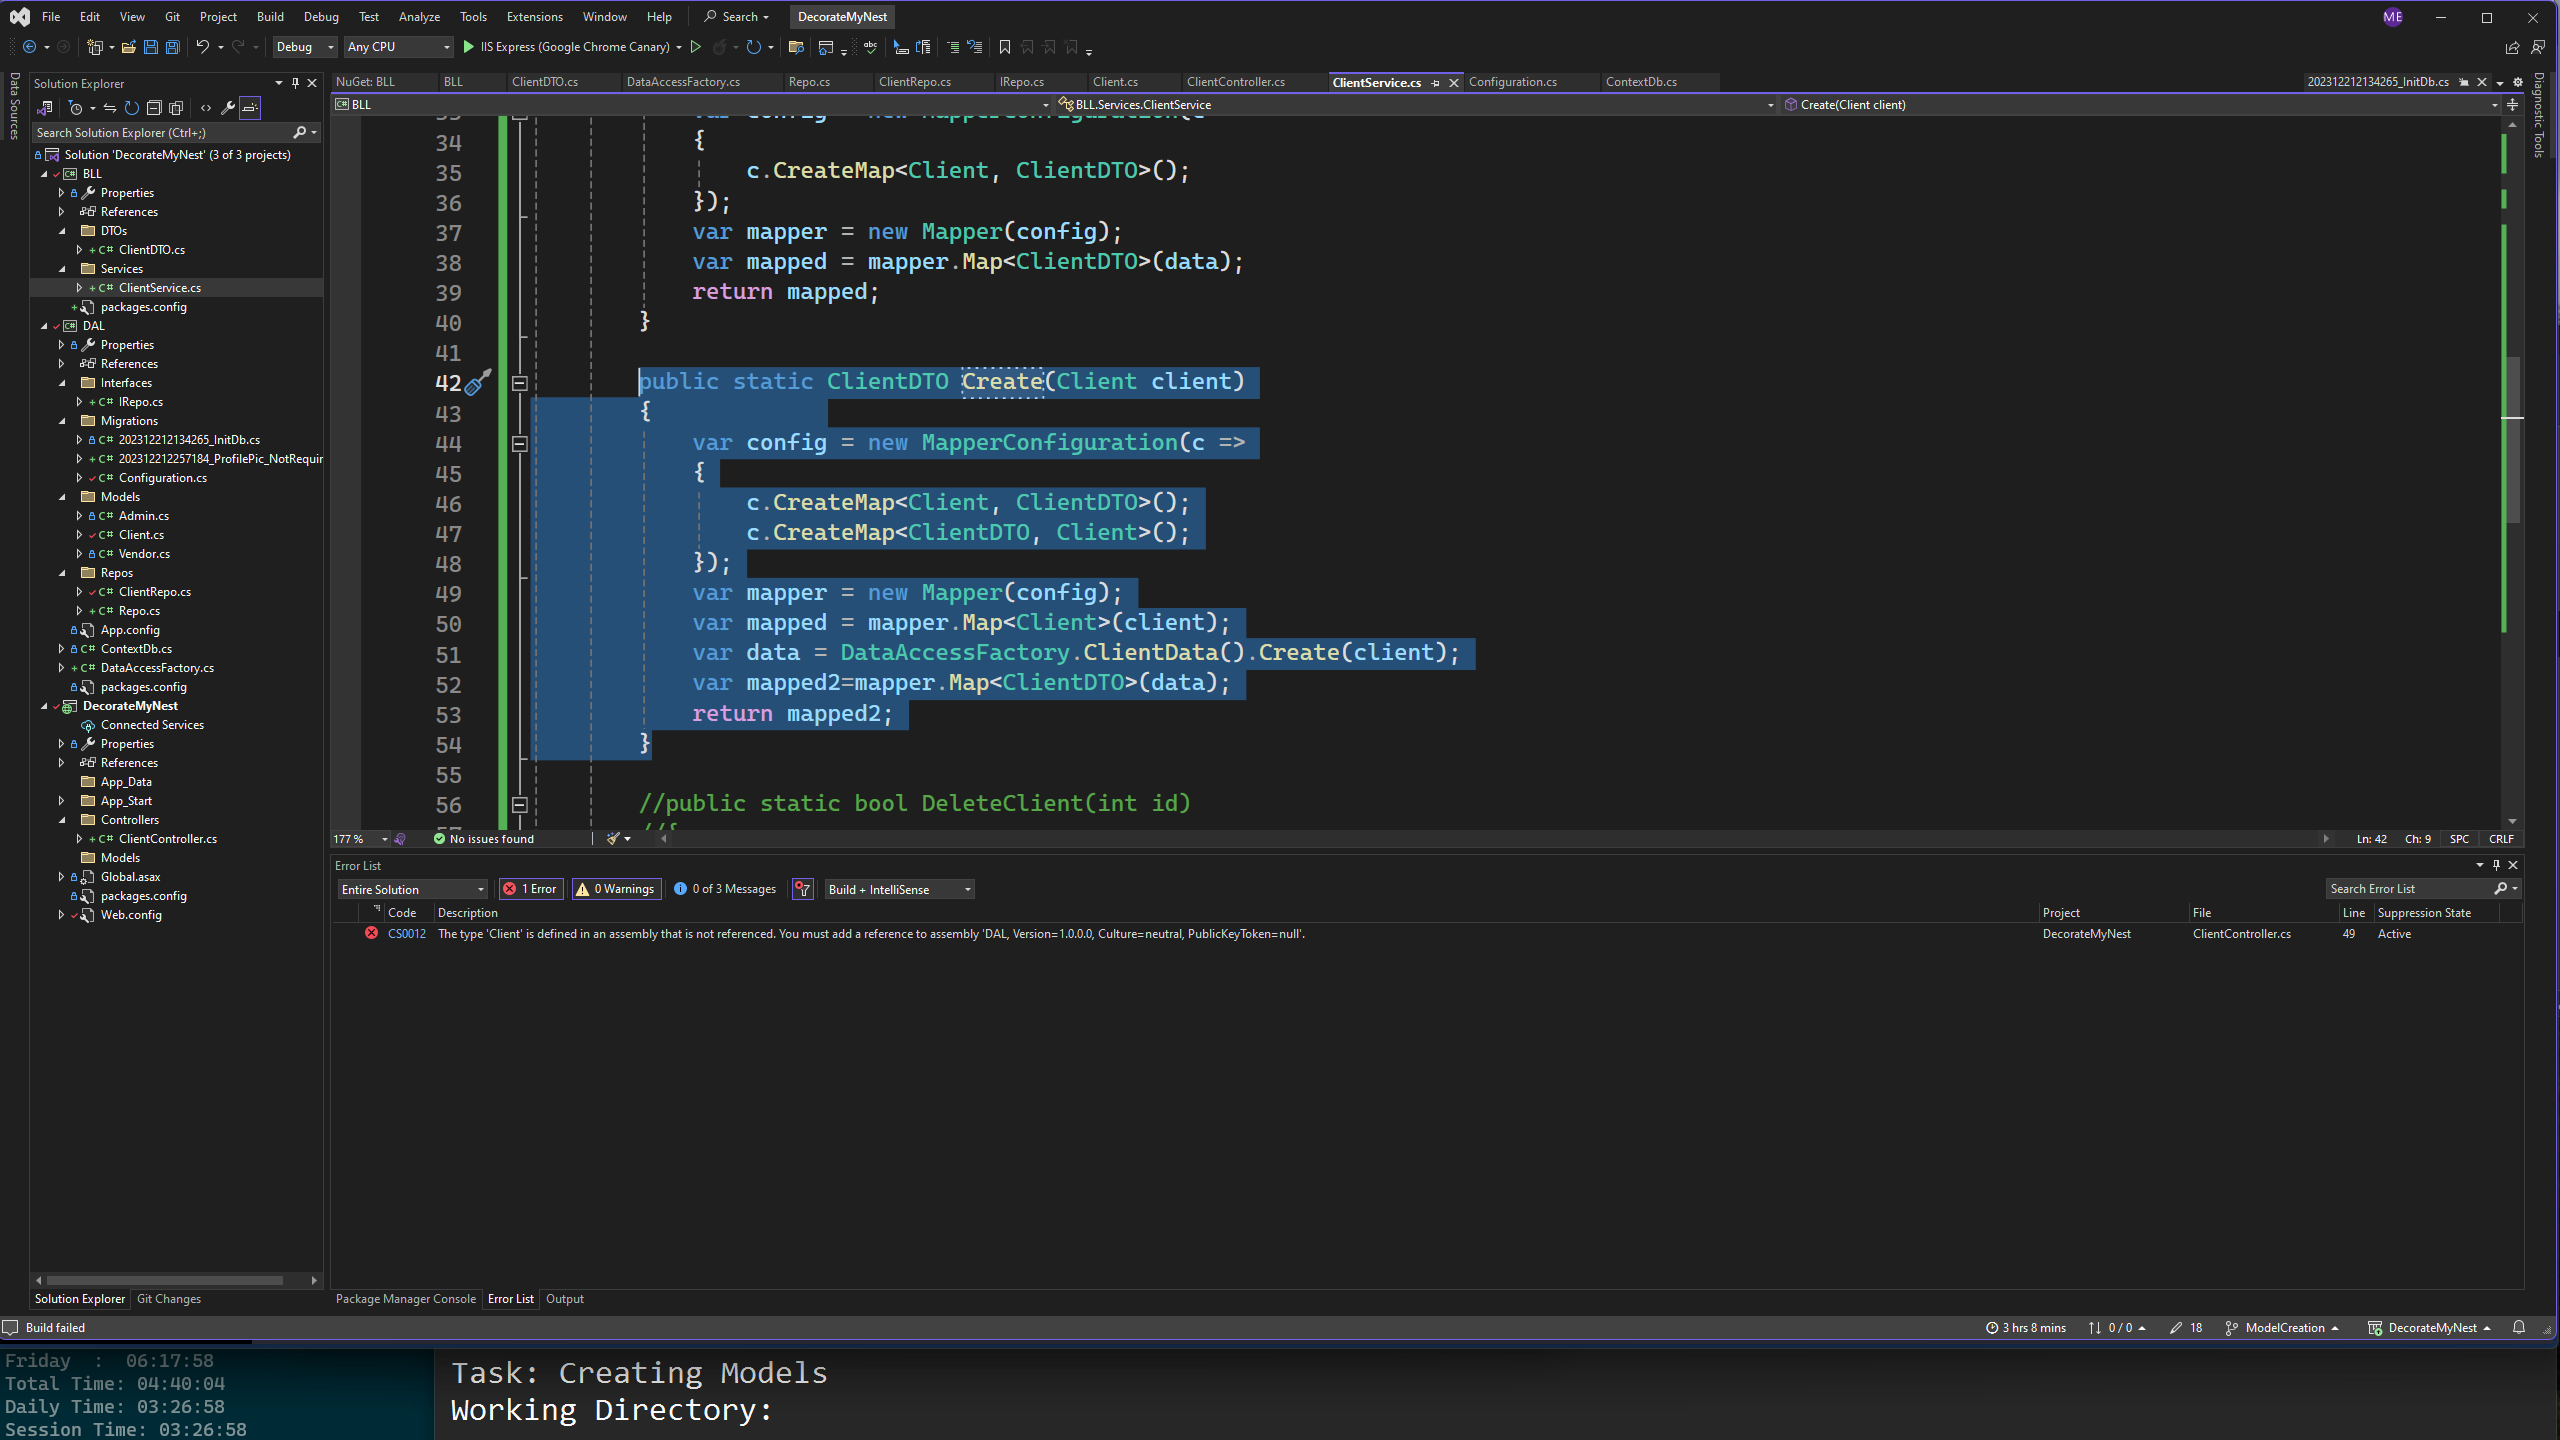 File Edit View Git Project Build Debug Test Analyze Tools Extensions Window Help Search DecorateMyNest ME
Debug Any CPU IIS Express (Google Chrome Canary)
Data Sources
Solution Explorer
Search Solution Explorer (Ctrl+;)
Solution 'DecorateMyNest' (3 of 3 projects)
BLL
Properties
References
DTOs
C# ClientDTO.cs
Services
C# ClientService.cs
packages.config
DAL
Properties
References
Interfaces
C# IRepo.cs
Migrations
C# 202312212134265_InitDb.cs
C# 202312212257184_ProfilePic_NotRequir
C# Configuration.cs
Models
C# Admin.cs
C# Client.cs
C# Vendor.cs
Repos
C# ClientRepo.cs
C# Repo.cs
App.config
C# ContextDb.cs
C# DataAccessFactory.cs
packages.config
DecorateMyNest
Connected Services
Properties
References
App_Data
App_Start
Controllers
C# ClientController.cs
Models
Global.asax
packages.config
Web.config
Solution Explorer Git Changes
NuGet: BLL BLL ClientDTO.cs DataAccessFactory.cs Repo.cs ClientRepo.cs IRepo.cs Client.cs ClientController.cs ClientService.cs Configuration.cs ContextDb.cs 202312212134265_InitDb.cs
C# BLL BLL.Services.ClientService Create(Client client)
Diagnostic Tools
34 {
35 c.CreateMap<Client, ClientDTO>();
36 });
37 var mapper = new Mapper(config);
38 var mapped = mapper.Map<ClientDTO>(data);
39 return mapped;
40 }
41
42 public static ClientDTO Create(Client client)
43 {
44 var config = new MapperConfiguration(c =>
45 {
46 c.CreateMap<Client, ClientDTO>();
47 c.CreateMap<ClientDTO, Client>();
48 });
49 var mapper = new Mapper(config);
50 var mapped = mapper.Map<Client>(client);
51 var data = DataAccessFactory.ClientData().Create(client);
52 var mapped2=mapper.Map<ClientDTO>(data);
53 return mapped2;
54 }
55
56 //public static bool DeleteClient(int id)
177 % No issues found Ln: 42 Ch: 9 SPC CRLF
Error List
Entire Solution 1 Error 0 Warnings 0 of 3 Messages Build + IntelliSense Search Error List
Code Description Project File Line Suppression State
CS0012 The type 'Client' is defined in an assembly that is not referenced. You must add a reference to assembly 'DAL, Version=1.0.0.0, Culture=neutral, PublicKeyToken=null'. DecorateMyNest ClientController.cs 49 Active
Package Manager Console Error List Output
Build failed 3 hrs 8 mins 0 / 0 18 ModelCreation DecorateMyNest
Friday : 06:17:58
Total Time: 04:40:04
Daily Time: 03:26:58
Session Time: 03:26:58
Task: Creating Models
Working Directory: